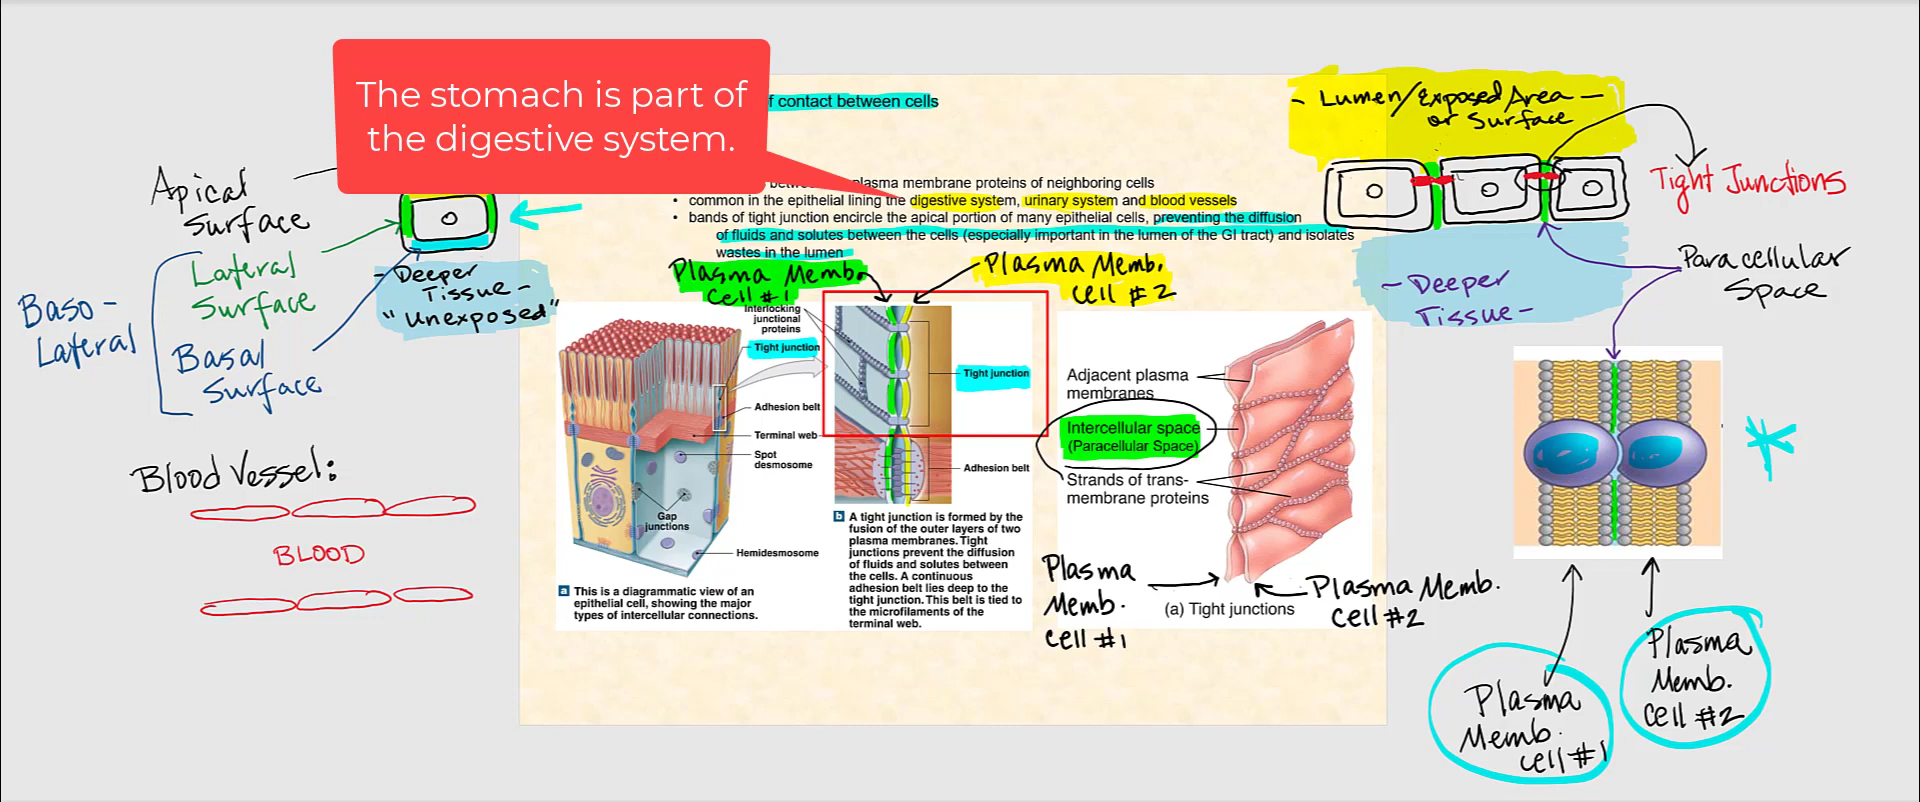 The stomach is part of
the digestive system.
f contact between cells
plasma membrane proteins of neighboring cells
• common in the epithelial lining the digestive system, urinary system and blood vessels
• bands of tight junction encircle the apical portion of many epithelial cells, preventing the diffusion
of fluids and solutes between the cells (especially important in the lumen of the GI tract) and isolates
wastes in the lumen
Apical
Surface
Lateral
Surface
Baso-
Lateral
Basal
Surface
- Deeper
Tissue -
"Unexposed"
Blood Vessel:
BLOOD
Plasma Memb.
Cell #1
Plasma Memb.
Cell #2
Interlocking
junctional
proteins
Tight junction
Adhesion belt
Terminal web
Spot
desmosome
Gap
junctions
Hemidesmosome
a This is a diagrammatic view of an
epithelial cell, showing the major
types of intercellular connections.
Tight junction
Adhesion belt
b A tight junction is formed by the
fusion of the outer layers of two
plasma membranes. Tight
junctions prevent the diffusion
of fluids and solutes between
the cells. A continuous
adhesion belt lies deep to the
tight junction. This belt is tied to
the microfilaments of the
terminal web.
Adjacent plasma
membranes
Intercellular space
(Paracellular Space)
Strands of trans-
membrane proteins
Plasma
Memb.
Cell #1
(a) Tight junctions
Plasma Memb.
Cell #2
- Lumen/Exposed Area -
or Surface
Tight Junctions
- Deeper
Tissue -
Paracellular
Space
Plasma
Memb.
Cell #1
Plasma
Memb.
Cell #2